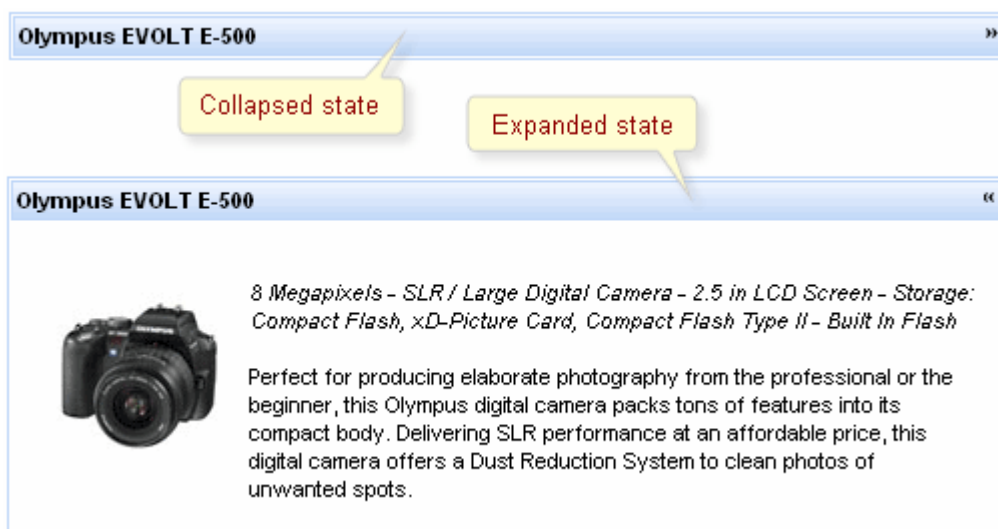 Olympus EVOLT E-500 »
Collapsed state
Expanded state
Olympus EVOLT E-500 «
OLYMPUS
8 Megapixels - SLR / Large Digital Camera - 2.5 in LCD Screen - Storage:
Compact Flash, xD-Picture Card, Compact Flash Type II - Built In Flash
Perfect for producing elaborate photography from the professional or the
beginner, this Olympus digital camera packs tons of features into its
compact body. Delivering SLR performance at an affordable price, this
digital camera offers a Dust Reduction System to clean photos of
unwanted spots.